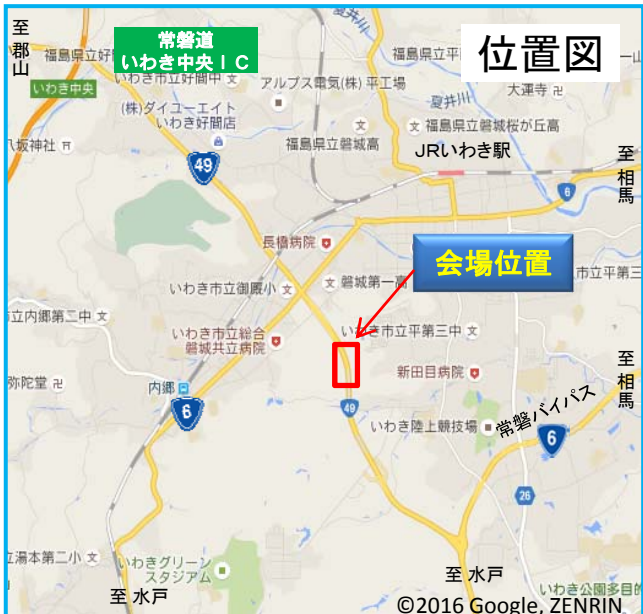 至
郡
山
福島県立好間
常磐道
いわき中央ＩＣ
位置図
福島県立平
いわき中央
いわき市立好間中
アルプス電気(株) 平工場
夏井川
大運寺
(株)ダイユーエイト
いわき好間店
福島県立磐城桜が丘高
八坂神社
福島県立磐城高
JRいわき駅
至
相
馬
49
6
長橋病院
会場位置
いわき市立御厩小
磐城第一高
市立平第三
立内郷第二中
いわき市立総合
磐城共立病院
いわき市立平第三中
弥陀堂
内郷
新田目病院
至
相
馬
6
49
いわき陸上競技場
常磐バイパス
6
26
立湯本第二小
いわきグリーン
スタジアム
至 水戸
至 水戸
いわき公園多目的
©2016 Google, ZENRIN